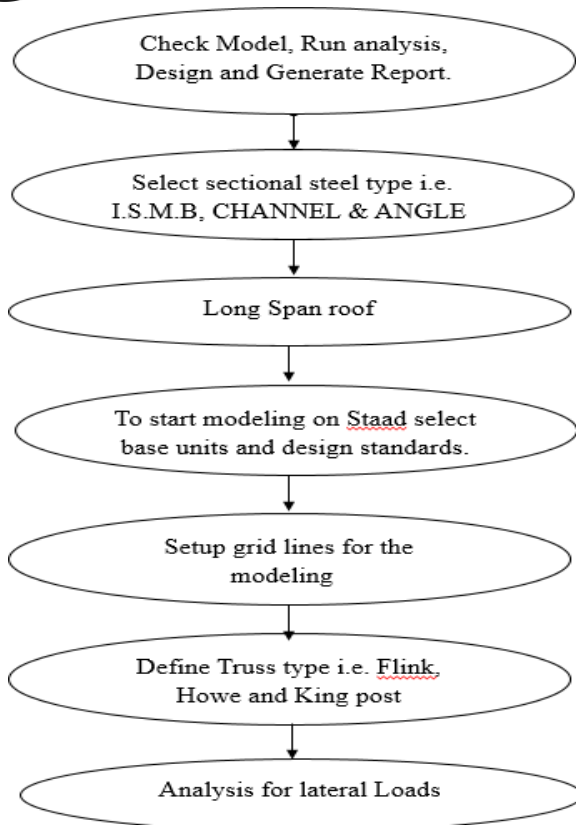 Check Model, Run analysis,
Design and Generate Report.
Select sectional steel type i.e.
I.S.M.B, CHANNEL & ANGLE
Long Span roof
To start modeling on Staad select
base units and design standards.
Setup grid lines for the
modeling
Define Truss type i.e. Flink,
Howe and King post
Analysis for lateral Loads